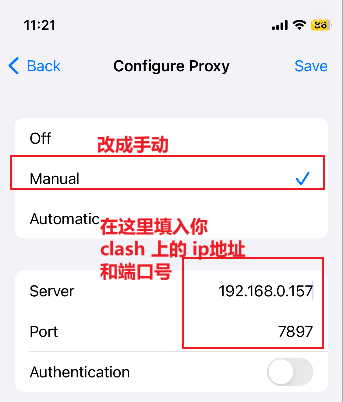 11:21
Back
Configure Proxy
Save
Off
改成手动
Manual
Automatic
在这里填入你
clash 上的 ip地址
和端口号
Server
192.168.0.157
Port
7897
Authentication